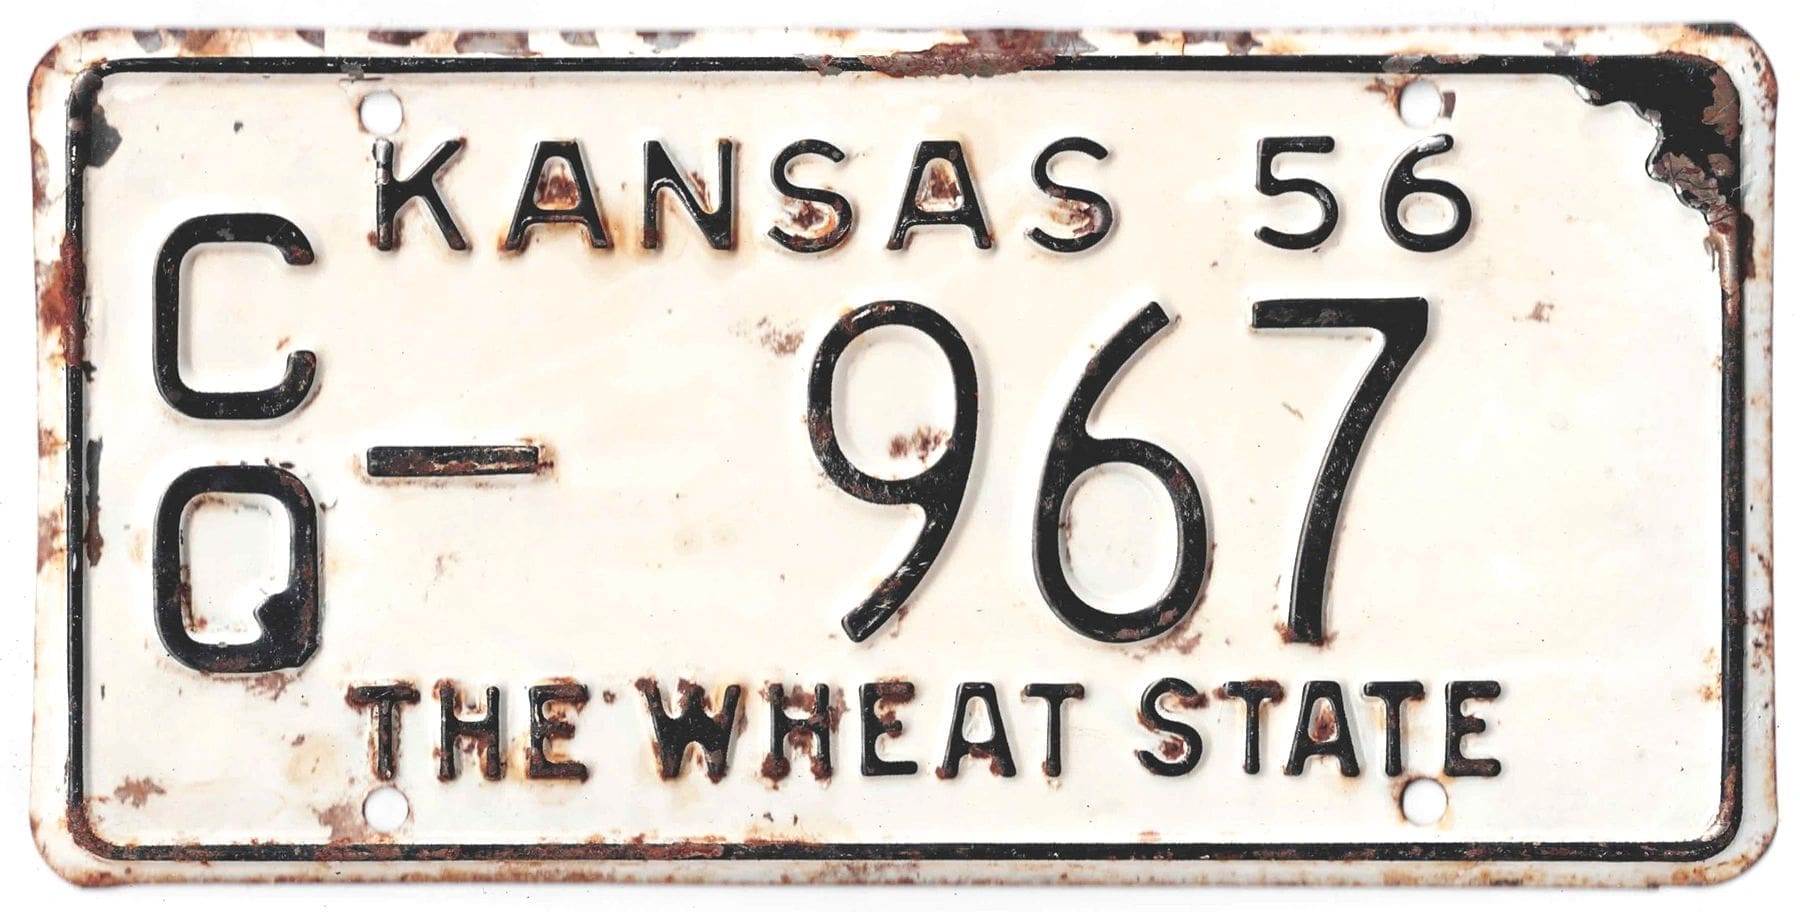 KANSAS 56
C
Q
– 967
THE WHEAT STATE